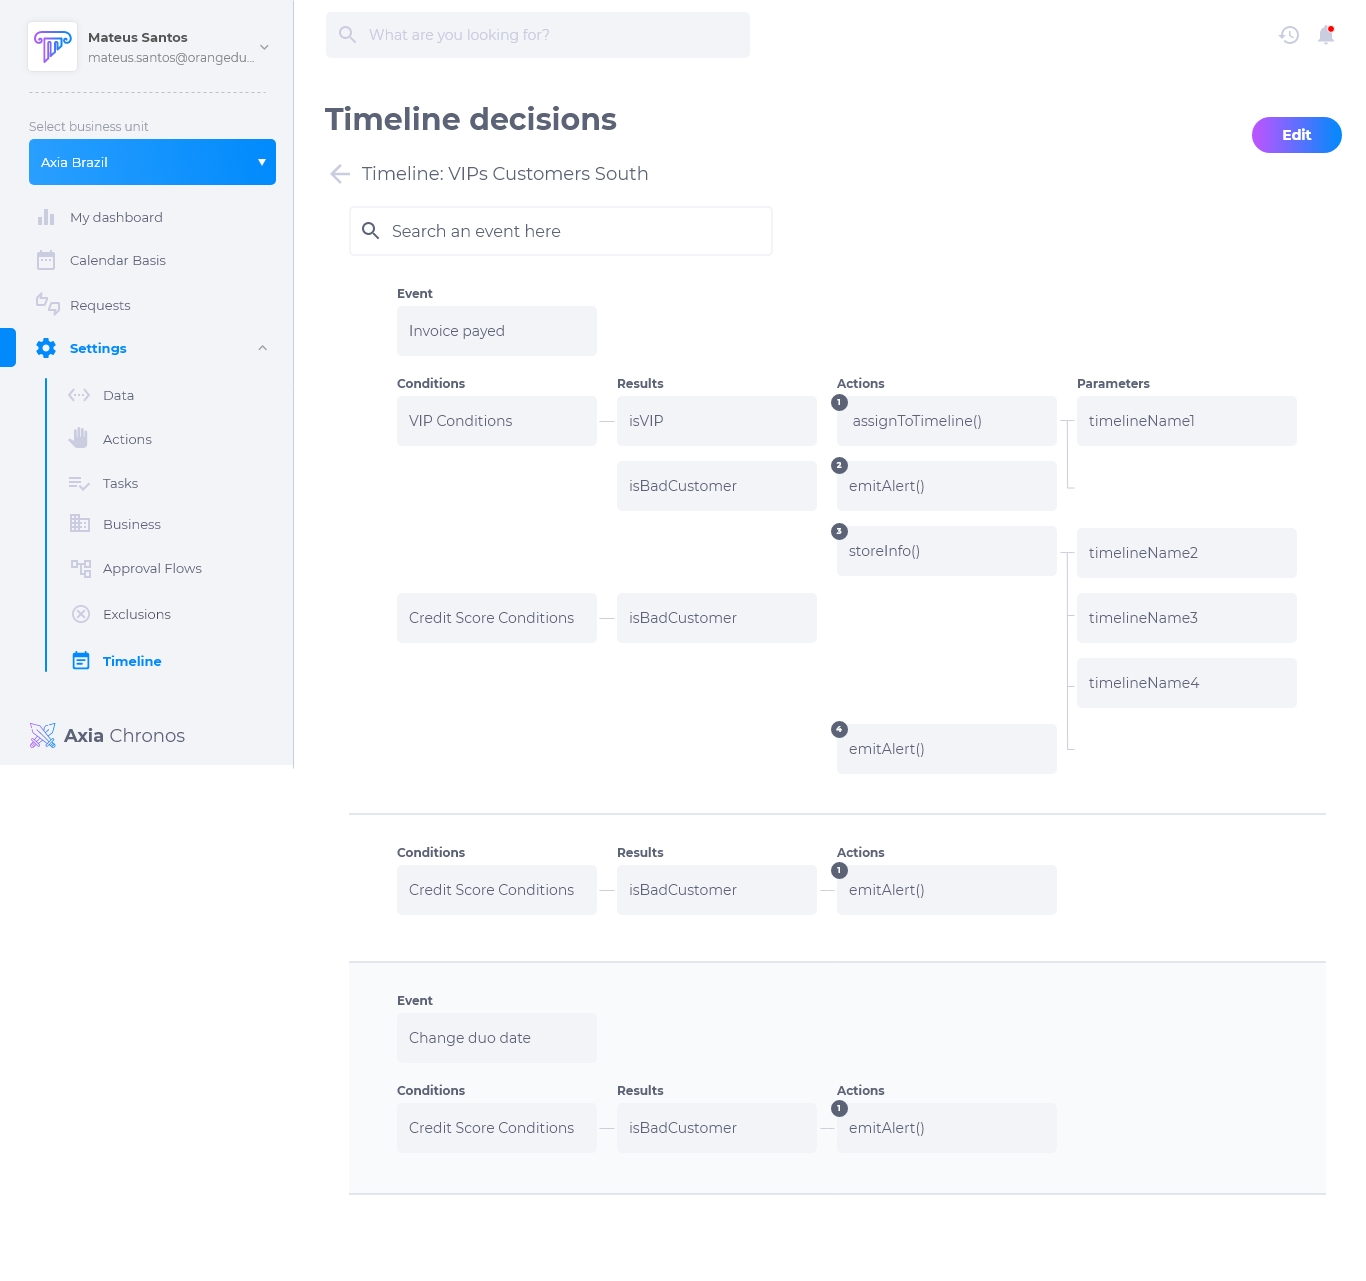 Mateus Santos
mateus.santos@orangedu...
Select business unit
Axia Brazil
My dashboard
Calendar Basis
Requests
Settings
Data
Actions
Tasks
Business
Approval Flows
Exclusions
Timeline
Axia Chronos
What are you looking for?
Timeline decisions
Edit
Timeline: VIPs Customers South
Search an event here
Event
Invoice payed
Conditions Results Actions Parameters
1
VIP Conditions isVIP assignToTimeline() timelineName1
2
isBadCustomer emitAlert()
3
storeInfo() timelineName2
Credit Score Conditions isBadCustomer timelineName3
timelineName4
4
emitAlert()
Conditions Results Actions
1
Credit Score Conditions isBadCustomer emitAlert()
Event
Change duo date
Conditions Results Actions
1
Credit Score Conditions isBadCustomer emitAlert()